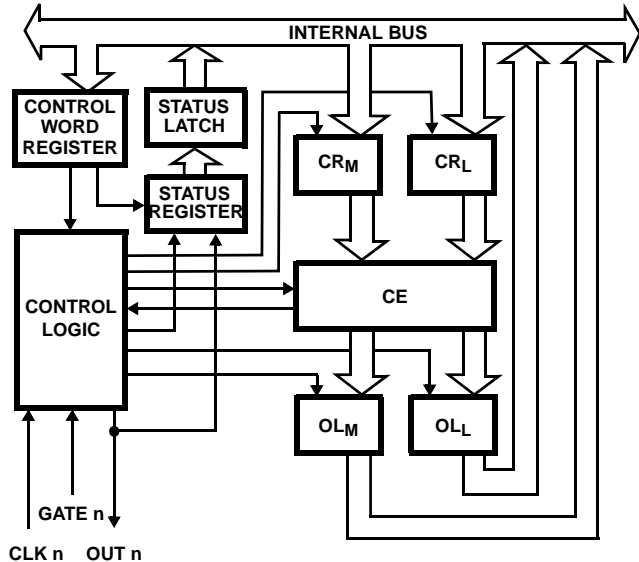 INTERNAL BUS
CONTROL
WORD
REGISTER
STATUS
LATCH
STATUS
REGISTER
CRM
CRL
CONTROL
LOGIC
CE
OLM
OLL
GATE n
CLK n
OUT n